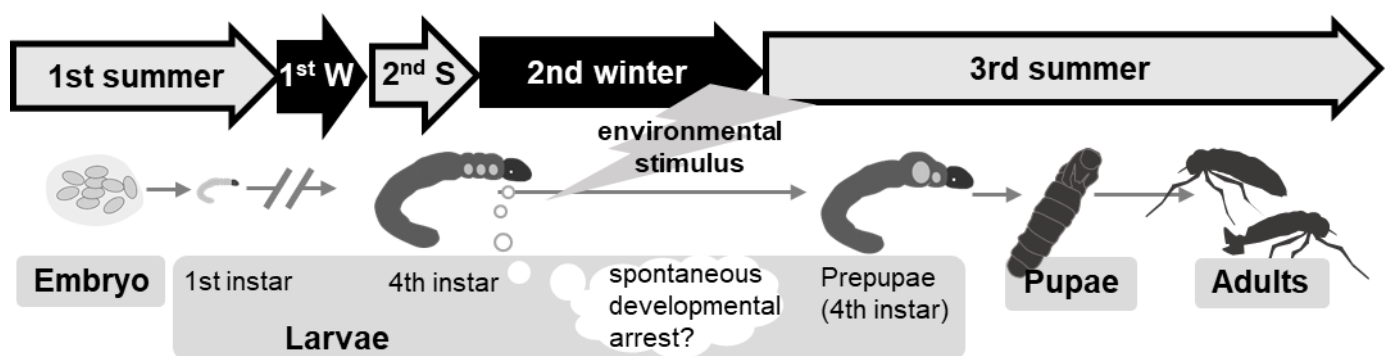 1st summer
1st W
2nd S
2nd winter
3rd summer
environmental
stimulus
Embryo
1st instar
4th instar
spontaneous
developmental
arrest?
Prepupae
(4th instar)
Pupae
Adults
Larvae